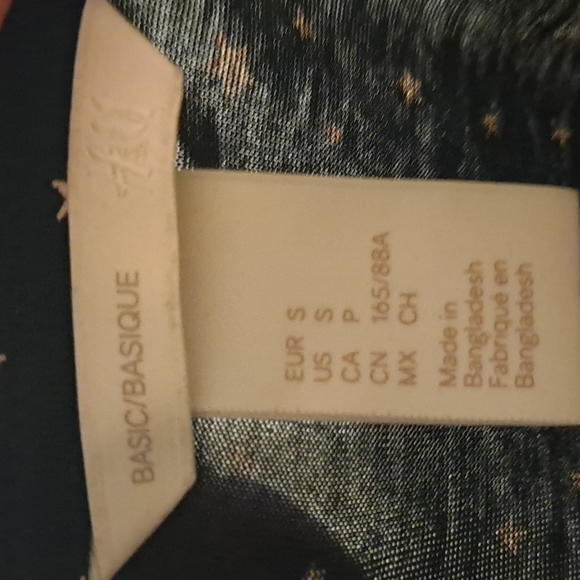 BASIC/BASIQUE
EUR S
US S
CA P
CN 165/88A
MX CH
Made in
Bangladesh
Fabriqué en
Bangladesh